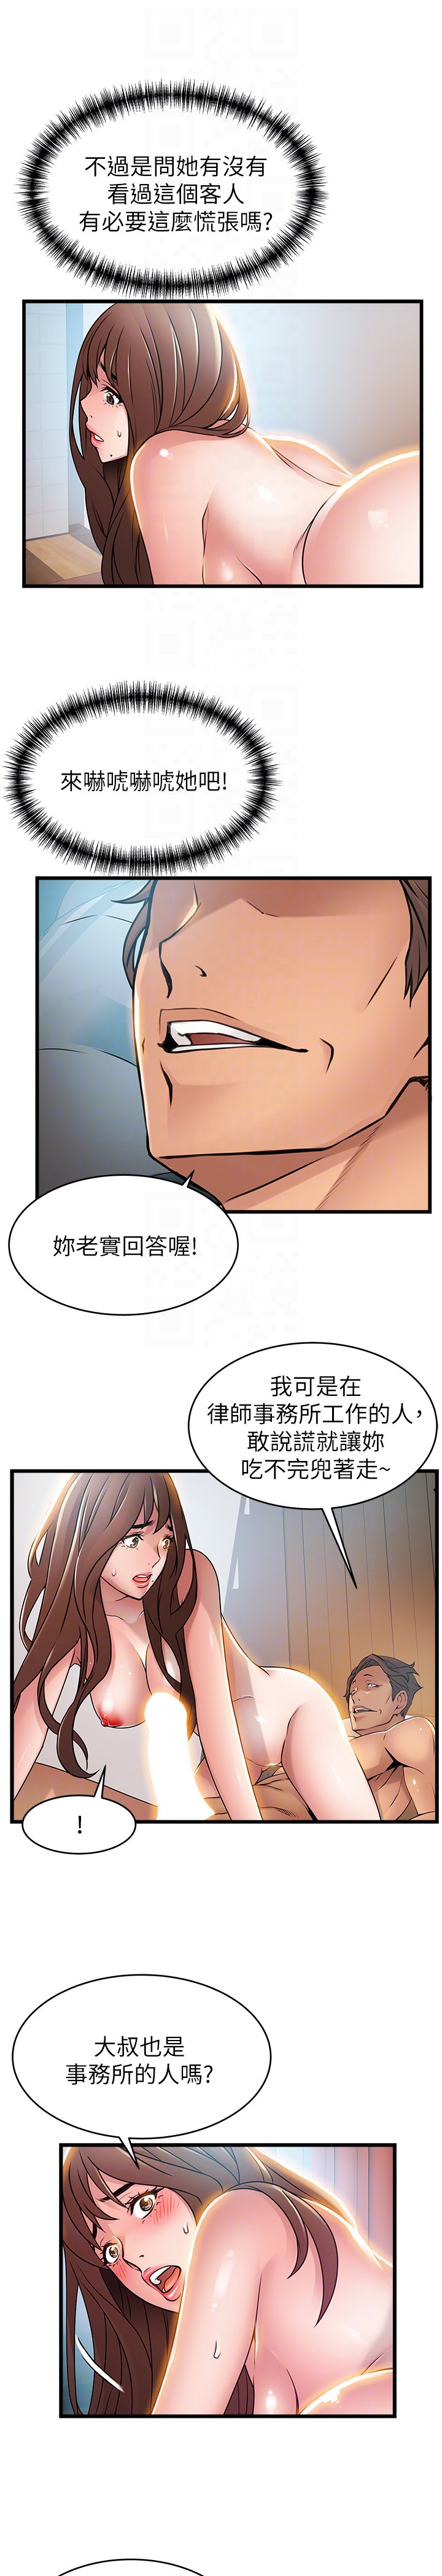 不過是問她有沒有
看過這個客人
有必要這麼慌張嗎?
來嚇唬嚇唬她吧!
妳老實回答喔!
我可是在
律師事務所工作的人,
敢說謊就讓妳
吃不完兜著走~
!
大叔也是
事務所的人嗎?